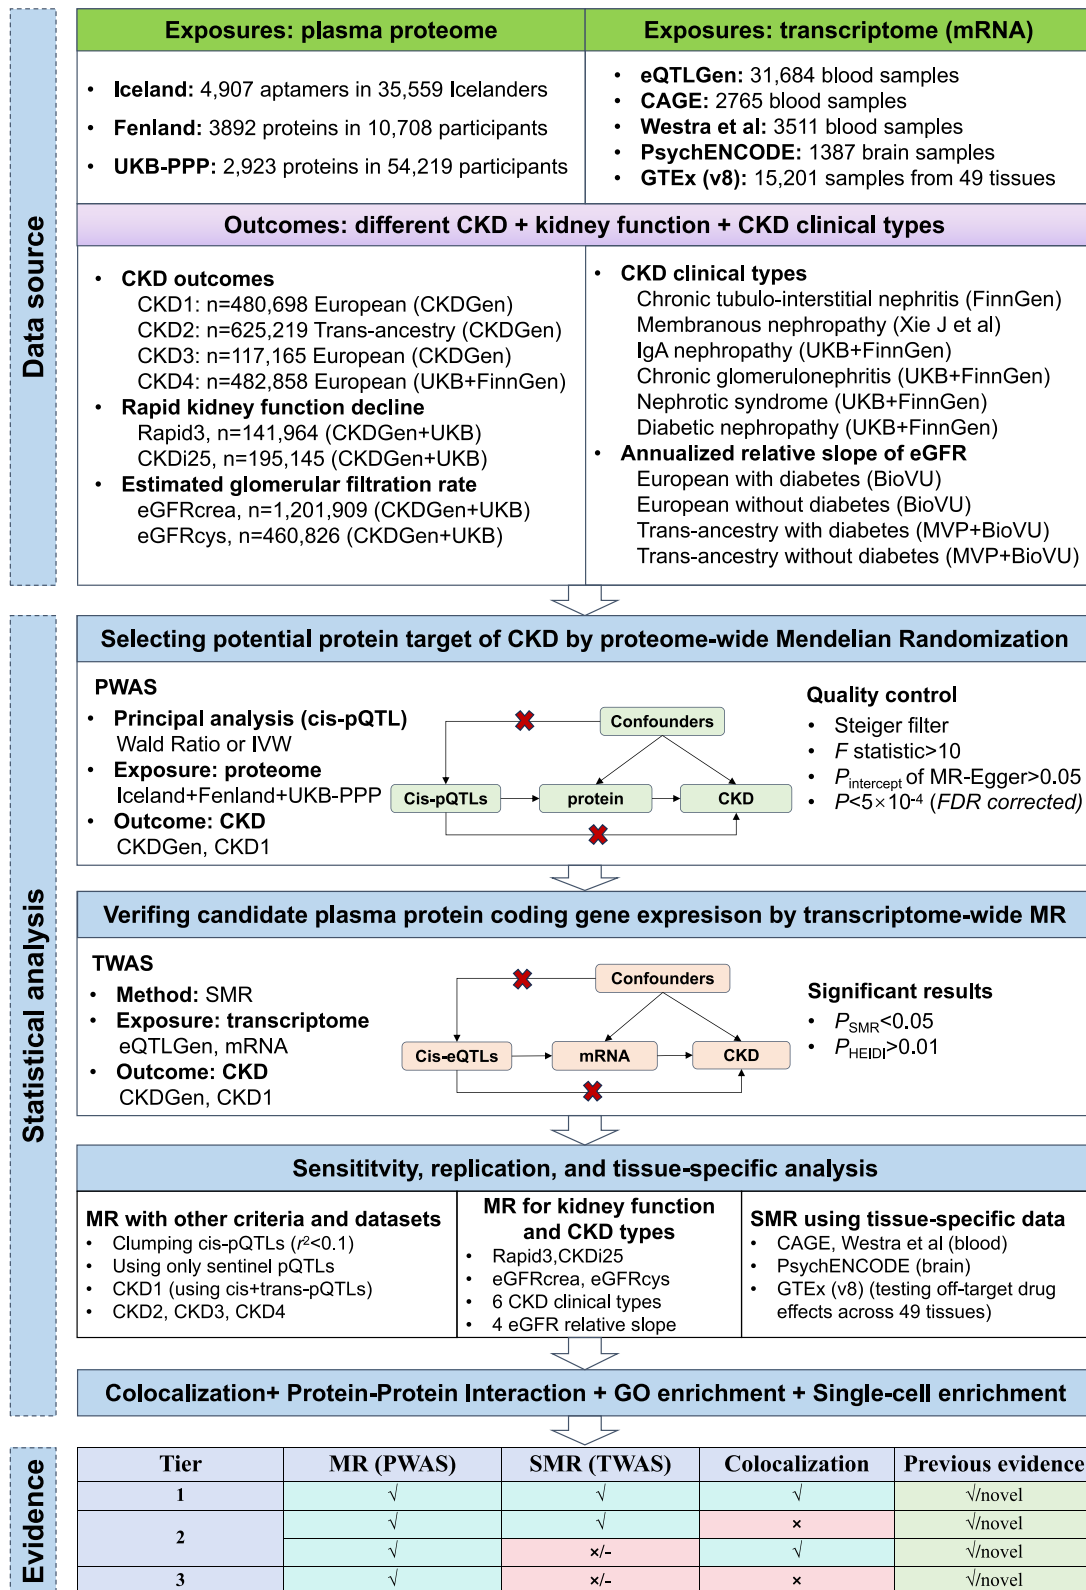 Data source
Exposures: plasma proteome
Exposures: transcriptome (mRNA)
• Iceland: 4,907 aptamers in 35,559 Icelanders
• Fenland: 3892 proteins in 10,708 participants
• UKB-PPP: 2,923 proteins in 54,219 participants
• eQTLGen: 31,684 blood samples
• CAGE: 2765 blood samples
• Westra et al: 3511 blood samples
• PsychENCODE: 1387 brain samples
• GTEx (v8): 15,201 samples from 49 tissues
Outcomes: different CKD + kidney function + CKD clinical types
• CKD outcomes
CKD1: n=480,698 European (CKDGen)
CKD2: n=625,219 Trans-ancestry (CKDGen)
CKD3: n=117,165 European (CKDGen)
CKD4: n=482,858 European (UKB+FinnGen)
• Rapid kidney function decline
Rapid3, n=141,964 (CKDGen+UKB)
CKDi25, n=195,145 (CKDGen+UKB)
• Estimated glomerular filtration rate
eGFRcrea, n=1,201,909 (CKDGen+UKB)
eGFRcys, n=460,826 (CKDGen+UKB)
• CKD clinical types
Chronic tubulo-interstitial nephritis (FinnGen)
Membranous nephropathy (Xie J et al)
IgA nephropathy (UKB+FinnGen)
Chronic glomerulonephritis (UKB+FinnGen)
Nephrotic syndrome (UKB+FinnGen)
Diabetic nephropathy (UKB+FinnGen)
• Annualized relative slope of eGFR
European with diabetes (BioVU)
European without diabetes (BioVU)
Trans-ancestry with diabetes (MVP+BioVU)
Trans-ancestry without diabetes (MVP+BioVU)
Statistical analysis
Selecting potential protein target of CKD by proteome-wide Mendelian Randomization
PWAS
• Principal analysis (cis-pQTL)
Wald Ratio or IVW
• Exposure: proteome
Iceland+Fenland+UKB-PPP
• Outcome: CKD
CKDGen, CKD1
Confounders
Cis-pQTLs
protein
CKD
Quality control
• Steiger filter
• F statistic>10
• Pintercept of MR-Egger>0.05
• P<5×10⁻⁴ (FDR corrected)
Verifing candidate plasma protein coding gene expresison by transcriptome-wide MR
TWAS
• Method: SMR
• Exposure: transcriptome
eQTLGen, mRNA
• Outcome: CKD
CKDGen, CKD1
Confounders
Cis-eQTLs
mRNA
CKD
Significant results
• PSMR<0.05
• PHEIDI>0.01
Sensititvity, replication, and tissue-specific analysis
MR with other criteria and datasets
• Clumping cis-pQTLs (r²<0.1)
• Using only sentinel pQTLs
• CKD1 (using cis+trans-pQTLs)
• CKD2, CKD3, CKD4
MR for kidney function
and CKD types
• Rapid3,CKDi25
• eGFRcrea, eGFRcys
• 6 CKD clinical types
• 4 eGFR relative slope
SMR using tissue-specific data
• CAGE, Westra et al (blood)
• PsychENCODE (brain)
• GTEx (v8) (testing off-target drug
effects across 49 tissues)
Colocalization+ Protein-Protein Interaction + GO enrichment + Single-cell enrichment
Evidence
Tier MR (PWAS) SMR (TWAS) Colocalization Previous evidence
1 √ √ √ √/novel
2 √ √ × √/novel
√ ×/- √ √/novel
3 √ ×/- × √/novel